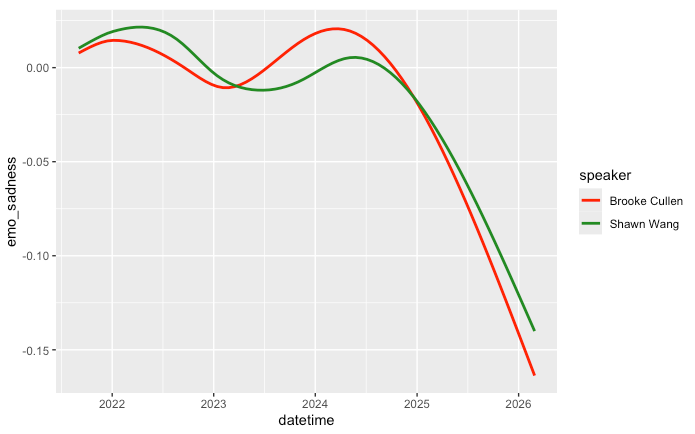 0.00
-0.05
-0.10
-0.15
emo_sadness
2022 2023 2024 2025 2026
datetime
speaker
Brooke Cullen
Shawn Wang